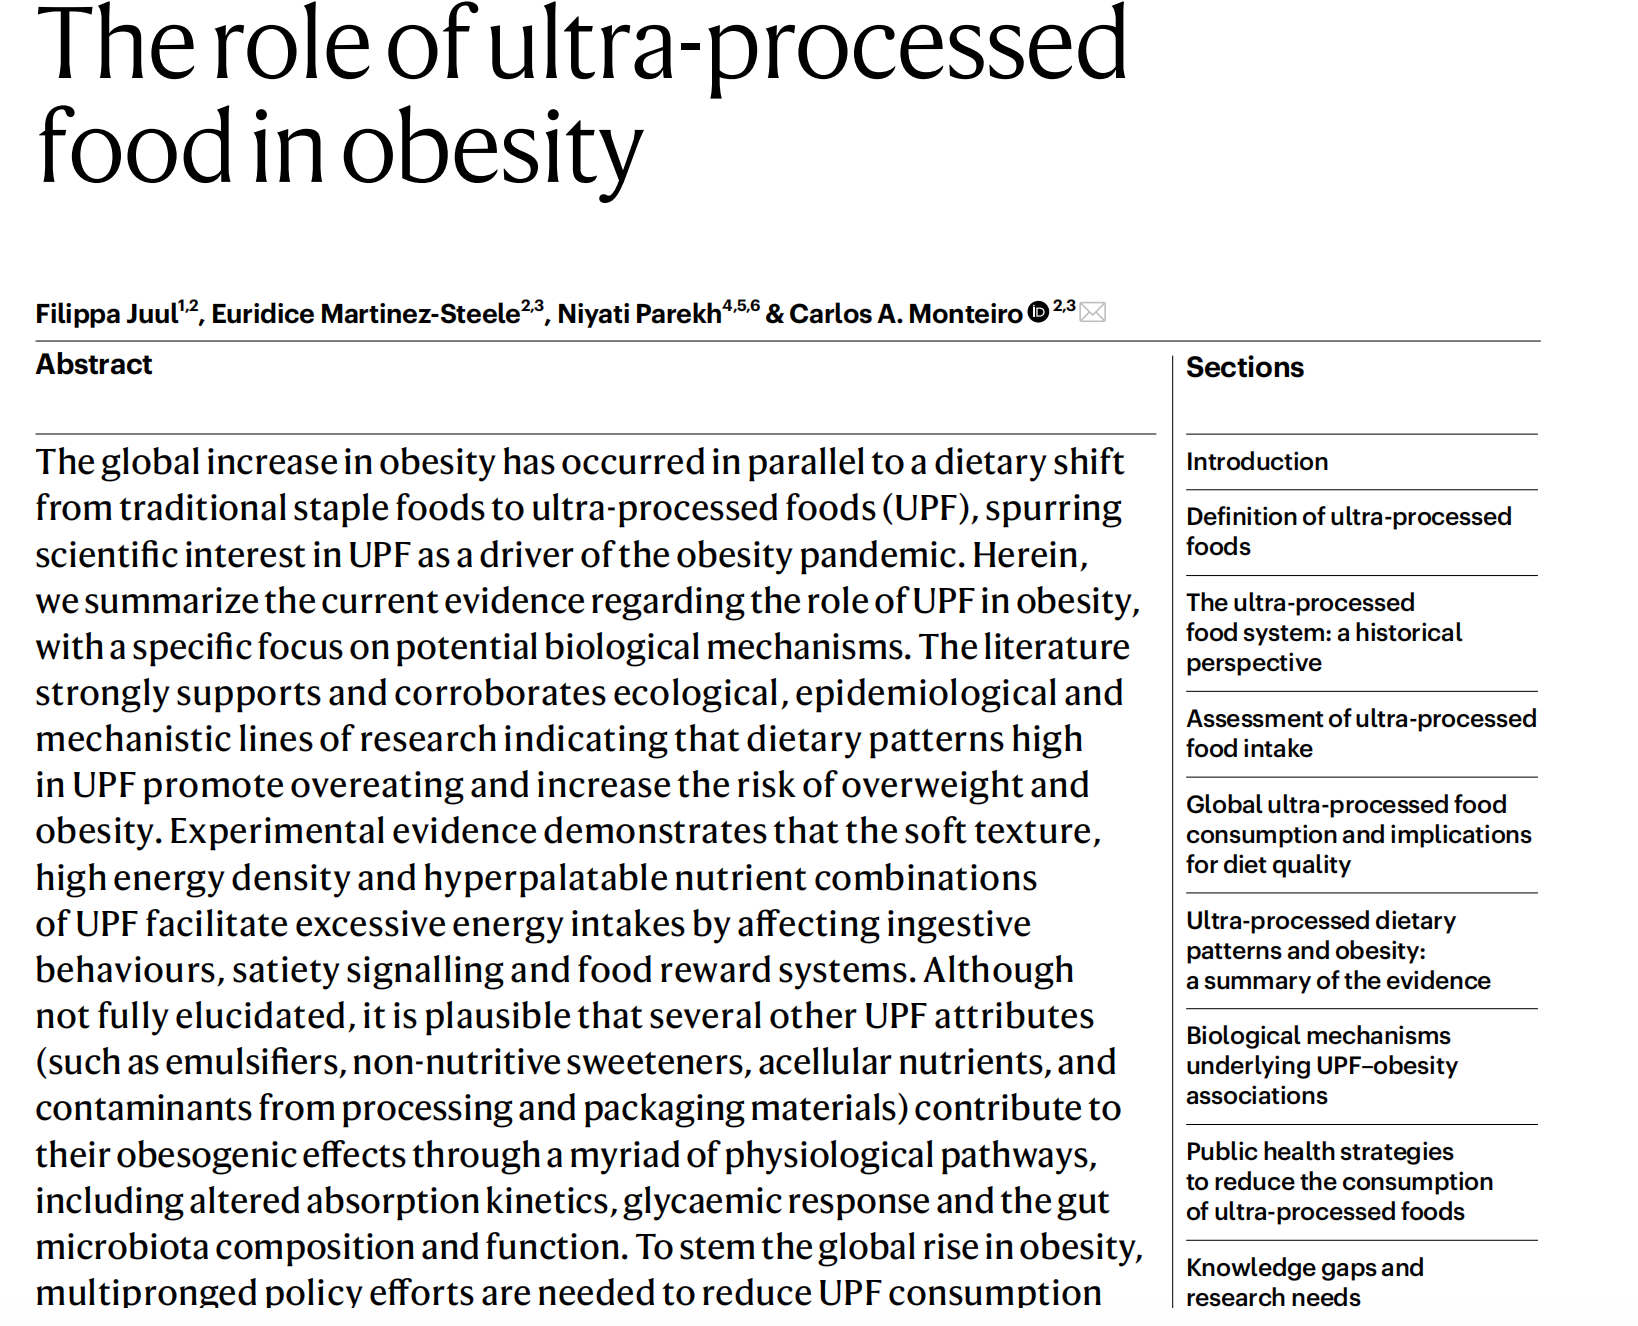 The role of ultra-processed
food in obesity
Filippa Juul1,2, Euridice Martinez-Steele2,3, Niyati Parekh4,5,6 & Carlos A. Monteiro iD 2,3
Abstract
The global increase in obesity has occurred in parallel to a dietary shift
from traditional staple foods to ultra-processed foods (UPF), spurring
scientific interest in UPF as a driver of the obesity pandemic. Herein,
we summarize the current evidence regarding the role of UPF in obesity,
with a specific focus on potential biological mechanisms. The literature
strongly supports and corroborates ecological, epidemiological and
mechanistic lines of research indicating that dietary patterns high
in UPF promote overeating and increase the risk of overweight and
obesity. Experimental evidence demonstrates that the soft texture,
high energy density and hyperpalatable nutrient combinations
of UPF facilitate excessive energy intakes by affecting ingestive
behaviours, satiety signalling and food reward systems. Although
not fully elucidated, it is plausible that several other UPF attributes
(such as emulsifiers, non-nutritive sweeteners, acellular nutrients, and
contaminants from processing and packaging materials) contribute to
their obesogenic effects through a myriad of physiological pathways,
including altered absorption kinetics, glycaemic response and the gut
microbiota composition and function. To stem the global rise in obesity,
multipronged policy efforts are needed to reduce UPF consumption
Sections
Introduction
Definition of ultra-processed
foods
The ultra-processed
food system: a historical
perspective
Assessment of ultra-processed
food intake
Global ultra-processed food
consumption and implications
for diet quality
Ultra-processed dietary
patterns and obesity:
a summary of the evidence
Biological mechanisms
underlying UPF–obesity
associations
Public health strategies
to reduce the consumption
of ultra-processed foods
Knowledge gaps and
research needs